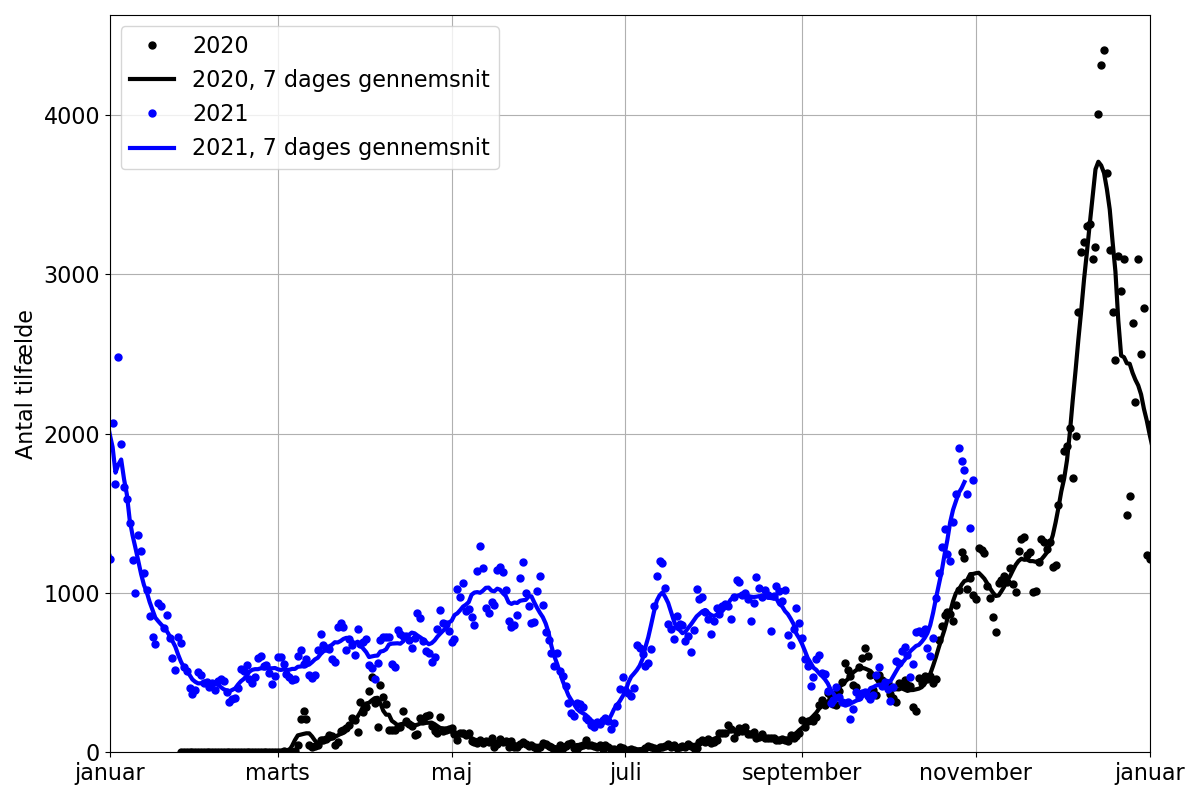 2020
2020, 7 dages gennemsnit
2021
2021, 7 dages gennemsnit
Antal tilfælde
4000
3000
2000
1000
0
januar marts maj juli september november januar